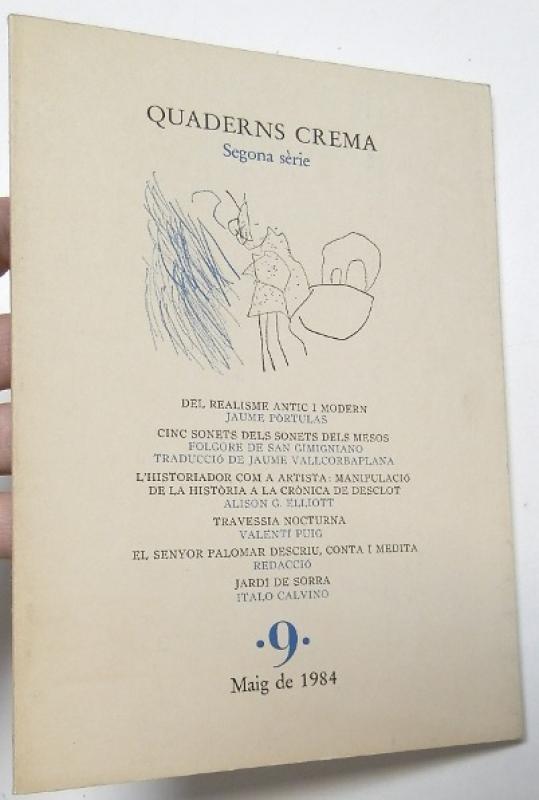 QUADERNS CREMA
Segona sèrie
DEL REALISME ANTIC I MODERN
JAUME PÒRTULAS
CINC SONETS DELS SONETS DELS MESOS
FOLGORE DE SAN GIMIGNIANO
TRADUCCIÓ DE JAUME VALLCORBAPLANA
L'HISTORIADOR COM A ARTISTA: MANIPULACIÓ
DE LA HISTÒRIA A LA CRÒNICA DE DESCLOT
ALISON G. ELLIOTT
TRAVESSIA NOCTURNA
VALENTÍ PUIG
EL SENYOR PALOMAR DESCRIU, CONTA I MEDITA
REDACCIÓ
JARDÍ DE SORRA
ITALO CALVINO
·9·
Maig de 1984